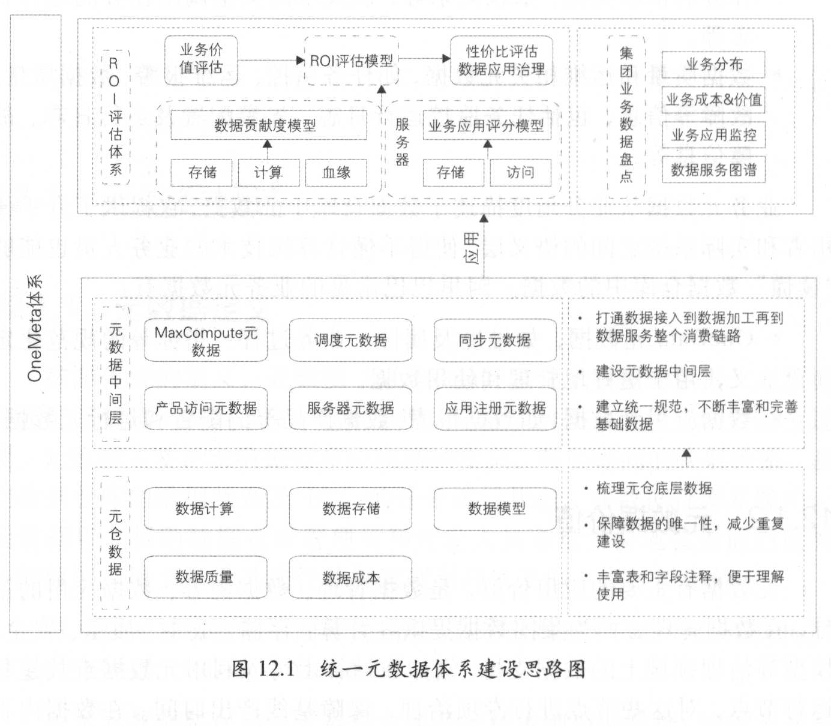 OneMeta体系
ROI评估体系
业务价
值评估
ROI评估模型
性价比评估
数据应用治理
数据贡献度模型
存储
计算
血缘
服务器
业务应用评分模型
存储
访问
集团业务数据盘点
业务分布
业务成本&价值
业务应用监控
数据服务图谱
应用
元数据中间层
MaxCompute元
数据
调度元数据
同步元数据
产品访问元数据
服务器元数据
应用注册元数据
• 打通数据接入到数据加工再到
数据服务整个消费链路
• 建设元数据中间层
• 建立统一规范，不断丰富和完善
基础数据
元仓数据
数据计算
数据存储
数据模型
数据质量
数据成本
• 梳理元仓底层数据
• 保障数据的唯一性，减少重复
建设
• 丰富表和字段注释，便于理解
使用
图 12.1 统一元数据体系建设思路图